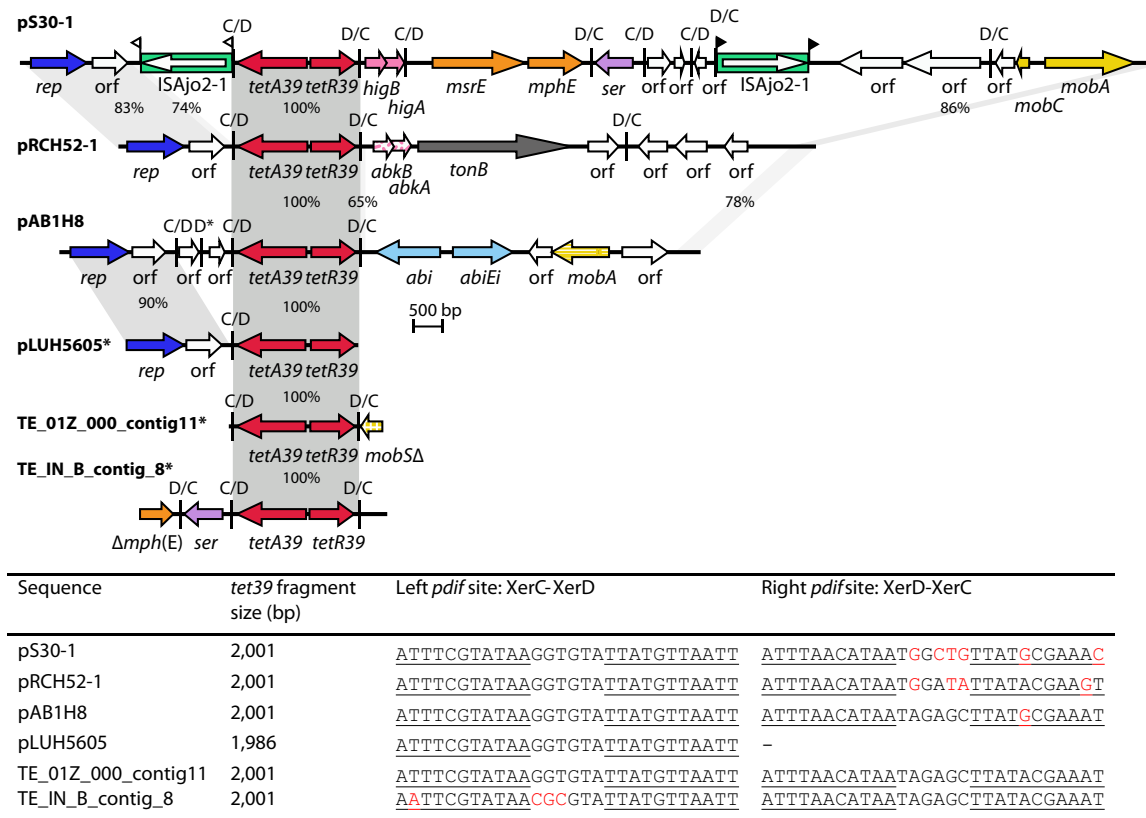 pS30-1
C/D D/C C/D D/C C/D C/D D/C D/C
rep orf ISAjo2-1 tetA39 tetR39 higB higA msrE mphE ser orf orf orf ISAjo2-1 orf orf orf mobC mobA
83% 74% 100% 86%
pRCH52-1
C/D D/C D/C
rep orf tetA39 tetR39 abkB abkA tonB orf orf orf orf
100% 65% 78%
pAB1H8
C/D D* C/D D/C
rep orf orf orf tetA39 tetR39 abi abiEi orf mobA orf
90% 100%
500 bp
pLUH5605*
C/D
rep orf tetA39 tetR39
100%
TE_01Z_000_contig11*
C/D D/C
tetA39 tetR39 mobSΔ
100%
TE_IN_B_contig_8*
D/C C/D D/C
Δmph(E) ser tetA39 tetR39
Sequence tet39 fragment size (bp) Left pdif site: XerC-XerD Right pdif site: XerD-XerC
pS30-1 2,001 ATTTCGTATAAGGTGTATTATGTTAATT ATTTAACATAATGGCTGTTATGCGAAAC
pRCH52-1 2,001 ATTTCGTATAAGGTGTATTATGTTAATT ATTTAACATAATGGATATTATACGAAGT
pAB1H8 2,001 ATTTCGTATAAGGTGTATTATGTTAATT ATTTAACATAATAGAGCTTATGCGAAAT
pLUH5605 1,986 ATTTCGTATAAGGTGTATTATGTTAATT –
TE_01Z_000_contig11 2,001 ATTTCGTATAAGGTGTATTATGTTAATT ATTTAACATAATAGAGCTTATACGAAAT
TE_IN_B_contig_8 2,001 AATTCGTATAACGCGTATTATGTTAATT ATTTAACATAATAGAGCTTATACGAAAT